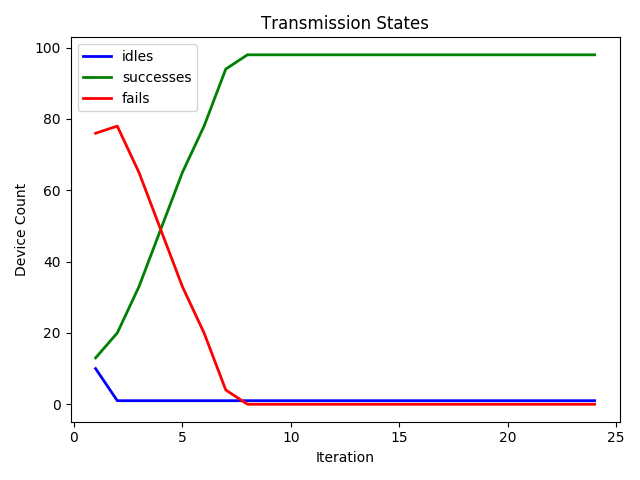 Transmission States
100
80
60
40
20
0
Device Count
idles
successes
fails
0
5
10
15
20
25
Iteration